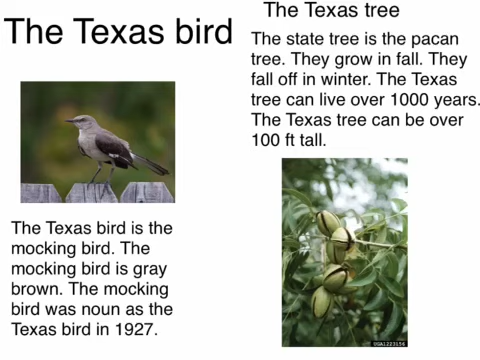 The Texas bird
The Texas bird is the
mocking bird. The
mocking bird is gray
brown. The mocking
bird was noun as the
Texas bird in 1927.
The Texas tree
The state tree is the pacan
tree. They grow in fall. They
fall off in winter. The Texas
tree can live over 1000 years.
The Texas tree can be over
100 ft tall.
UGA1223156